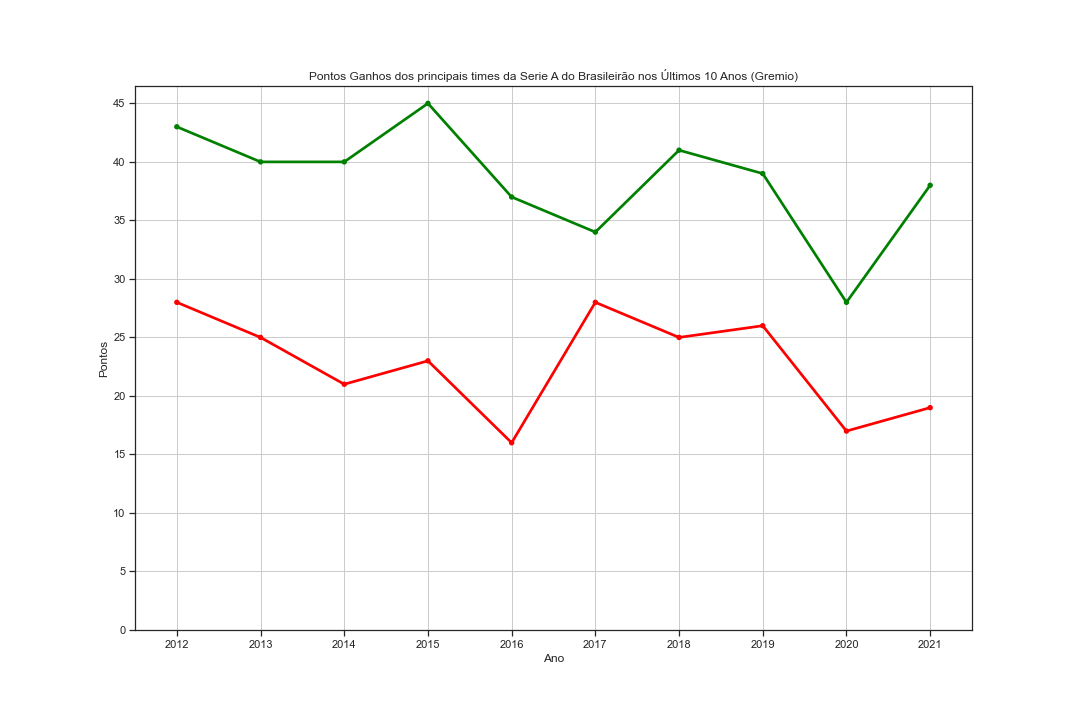 Pontos Ganhos dos principais times da Serie A do Brasileirão nos Últimos 10 Anos (Gremio)
45
40
35
30
25
20
15
10
5
0
Pontos
2012 2013 2014 2015 2016 2017 2018 2019 2020 2021
Ano